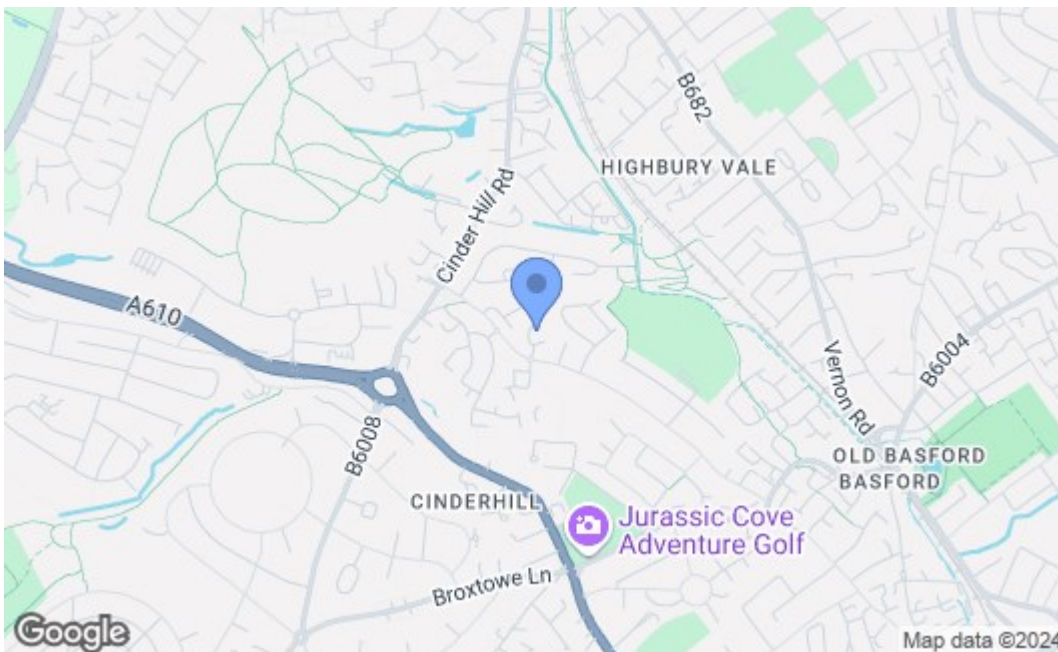 B682
HIGHBURY VALE
Cinder Hill Rd
A610
B6004
Vernon Rd
B6008
OLD BASFORD
BASFORD
CINDERHILL
Jurassic Cove
Adventure Golf
Broxtowe Ln
Google
Map data ©2024